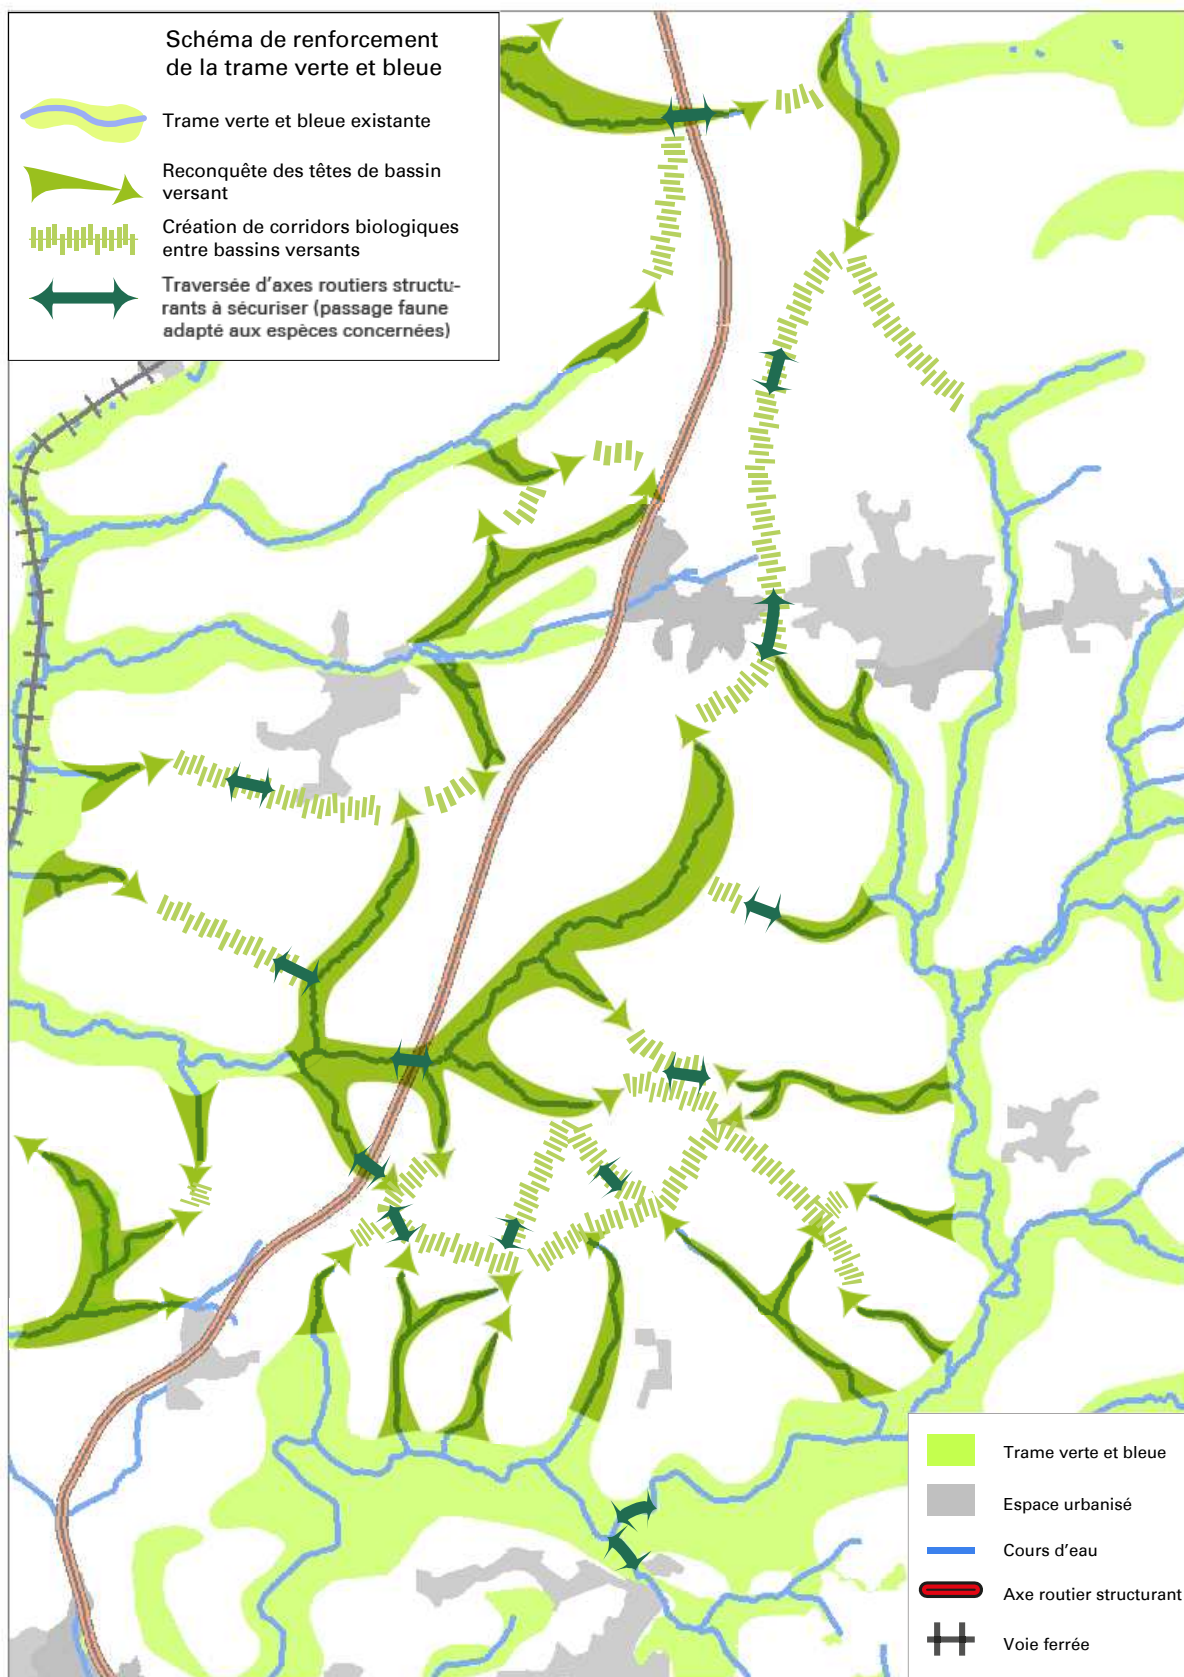 Schéma de renforcement
de la trame verte et bleue
Trame verte et bleue existante
Reconquête des têtes de bassin
versant
Création de corridors biologiques
entre bassins versants
Traversée d'axes routiers structu-
rants à sécuriser (passage faune
adapté aux espèces concernées)
Trame verte et bleue
Espace urbanisé
Cours d'eau
Axe routier structurant
Voie ferrée